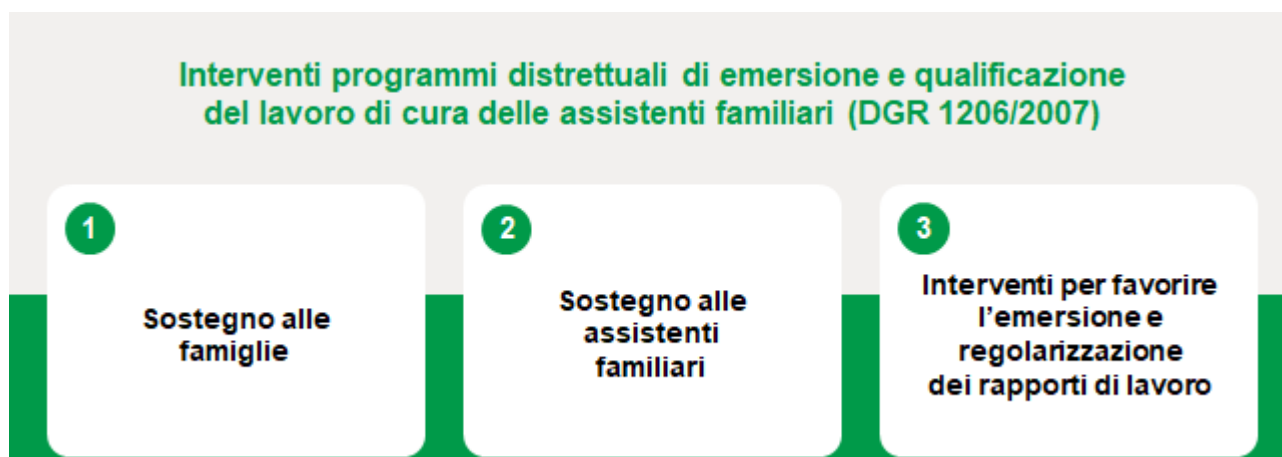 Interventi programmi distrettuali di emersione e qualificazione
del lavoro di cura delle assistenti familiari (DGR 1206/2007)
1
Sostegno alle
famiglie
2
Sostegno alle
assistenti
familiari
3
Interventi per favorire
l'emersione e
regolarizzazione
dei rapporti di lavoro